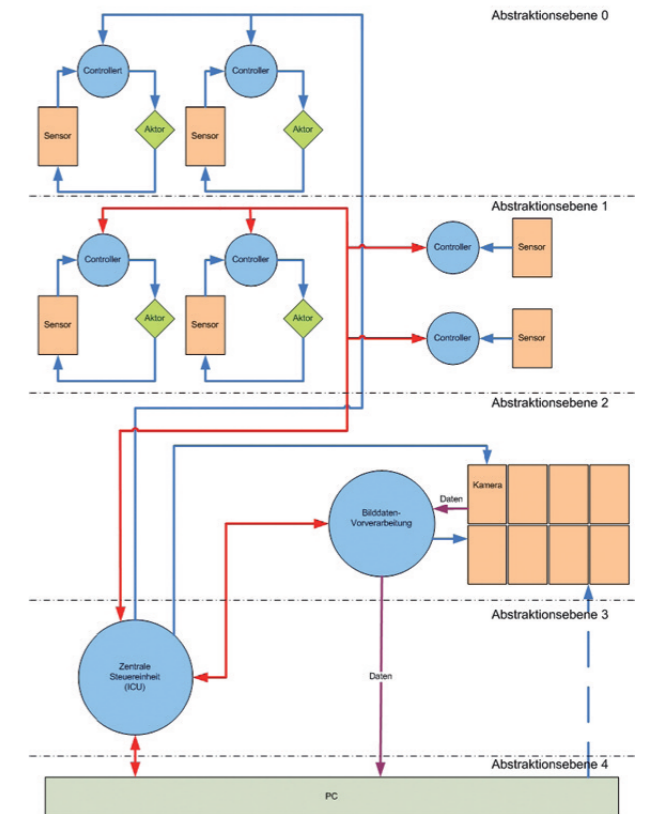 Abstraktionsebene 0
Controllert
Controller
Sensor
Aktor
Sensor
Aktor
Abstraktionsebene 1
Controller
Controller
Controller
Sensor
Sensor
Aktor
Sensor
Aktor
Controller
Sensor
Abstraktionsebene 2
Kamera
Daten
Bilddaten-
Vorverarbeitung
Abstraktionsebene 3
Zentrale
Steuereinheit
(ICU)
Daten
Abstraktionsebene 4
PC